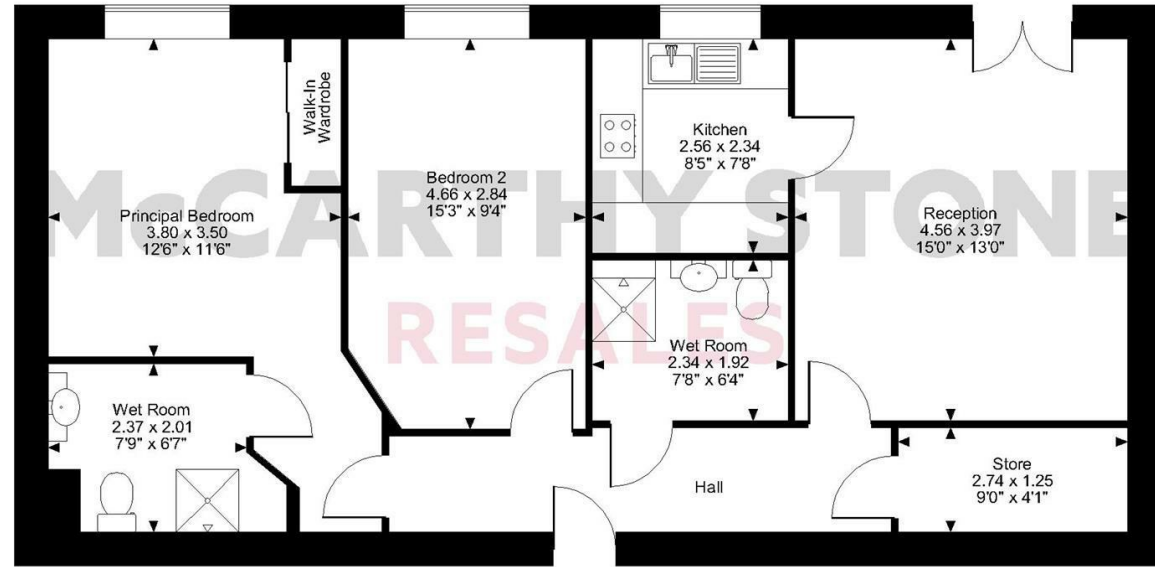 McCARTHY STONE
RESALES
Walk-In
Wardrobe
Principal Bedroom
3.80 x 3.50
12'6" x 11'6"
Bedroom 2
4.66 x 2.84
15'3" x 9'4"
Kitchen
2.56 x 2.34
8'5" x 7'8"
Reception
4.56 x 3.97
15'0" x 13'0"
Wet Room
2.34 x 1.92
7'8" x 6'4"
Wet Room
2.37 x 2.01
7'9" x 6'7"
Hall
Store
2.74 x 1.25
9'0" x 4'1"